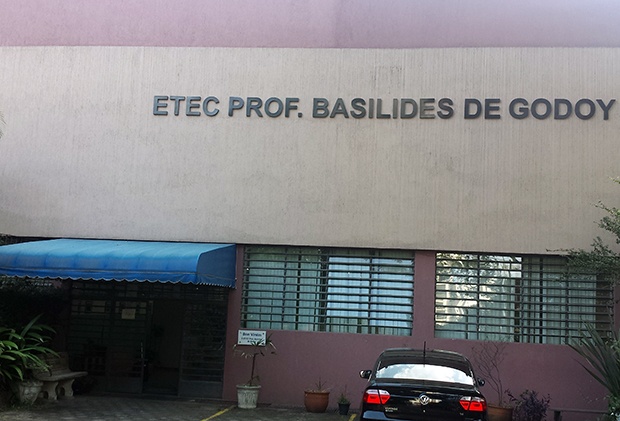 ETEC PROF. BASILIDES DE GODOY